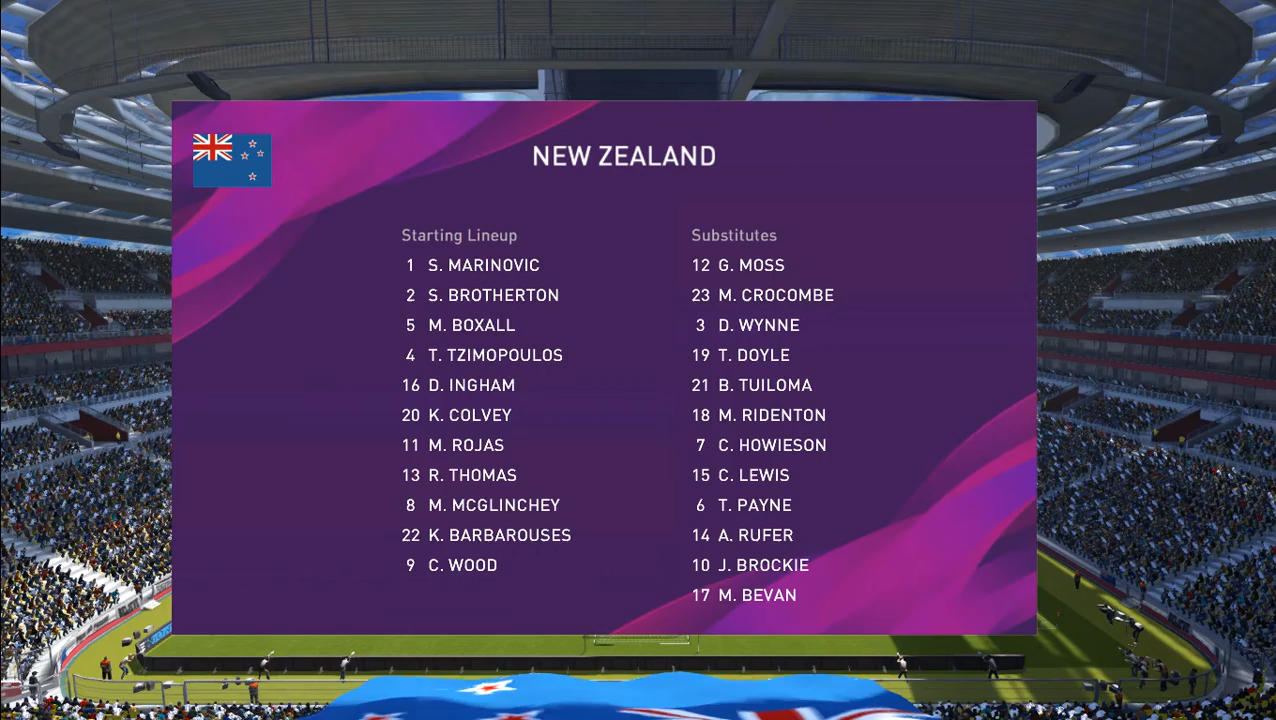 NEW ZEALAND
Starting Lineup
1 S. MARINOVIC
2 S. BROTHERTON
5 M. BOXALL
4 T. TZIMOPOULOS
16 D. INGHAM
20 K. COLVEY
11 M. ROJAS
13 R. THOMAS
8 M. MCGLINCHEY
22 K. BARBAROUSES
9 C. WOOD
Substitutes
12 G. MOSS
23 M. CROCOMBE
3 D. WYNNE
19 T. DOYLE
21 B. TUILOMA
18 M. RIDENTON
7 C. HOWIESON
15 C. LEWIS
6 T. PAYNE
14 A. RUFER
10 J. BROCKIE
17 M. BEVAN